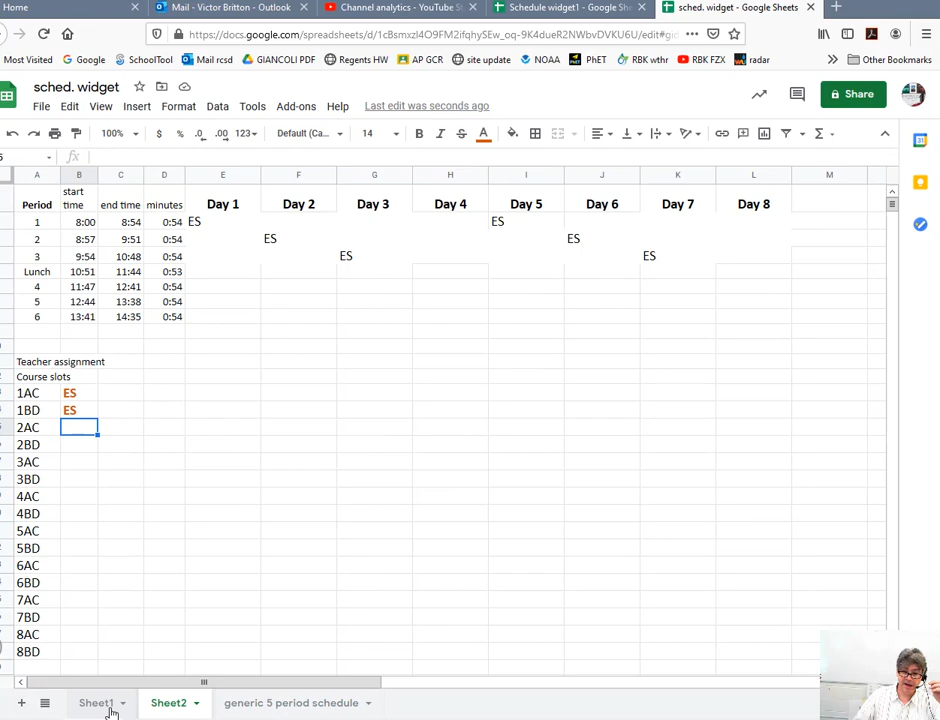 Home Mail - Victor Britton - Outlook Channel analytics - YouTube St Schedule widget1 - Google She sched. widget - Google Sheets
https://docs.google.com/spreadsheets/d/1cBsmxzl4O9FM2ifqhySEw_oq-9K4dueR2NWbvDVKU6U/edit#gid
Most Visited Google SchoolTool Mail rcsd GIANCOLI PDF Regents HW AP GCR site update NOAA PhET RBK wthr RBK FZX radar Other Bookmarks
sched. widget
Share
File Edit View Insert Format Data Tools Add-ons Help Last edit was seconds ago
100% $ % .0 .00 123 Default (Ca... 14 B I S A
fx
A B C D E F G H I J K L M
Period start time end time minutes Day 1 Day 2 Day 3 Day 4 Day 5 Day 6 Day 7 Day 8
1 8:00 8:54 0:54 ES ES
2 8:57 9:51 0:54 ES ES
3 9:54 10:48 0:54 ES ES
Lunch 10:51 11:44 0:53
4 11:47 12:41 0:54
5 12:44 13:38 0:54
6 13:41 14:35 0:54
Teacher assignment
Course slots
1AC ES
1BD ES
2AC
2BD
3AC
3BD
4AC
4BD
5AC
5BD
6AC
6BD
7AC
7BD
8AC
8BD
Sheet1 Sheet2 generic 5 period schedule